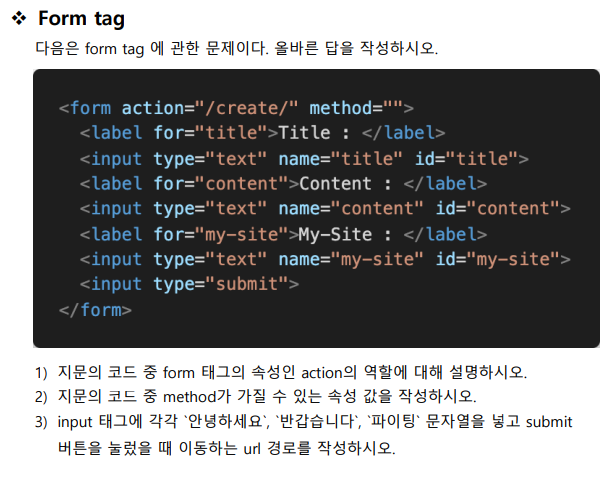 ❖ Form tag
다음은 form tag 에 관한 문제이다. 올바른 답을 작성하시오.
<form action="/create/" method="">
  <label for="title">Title : </label>
  <input type="text" name="title" id="title">
  <label for="content">Content : </label>
  <input type="text" name="content" id="content">
  <label for="my-site">My-Site : </label>
  <input type="text" name="my-site" id="my-site">
  <input type="submit">
</form>
1) 지문의 코드 중 form 태그의 속성인 action의 역할에 대해 설명하시오.
2) 지문의 코드 중 method가 가질 수 있는 속성 값을 작성하시오.
3) input 태그에 각각 `안녕하세요`, `반갑습니다`, `파이팅` 문자열을 넣고 submit
버튼을 눌렀을 때 이동하는 url 경로를 작성하시오.